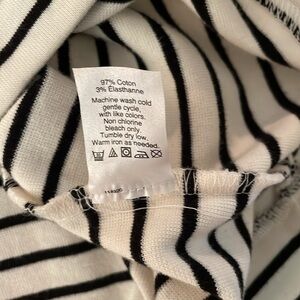 97% Coton
3% Élasthanne
Machine wash cold
gentle cycle,
with like colors.
Non chlorine
bleach only.
Tumble dry low.
Warm iron as needed.